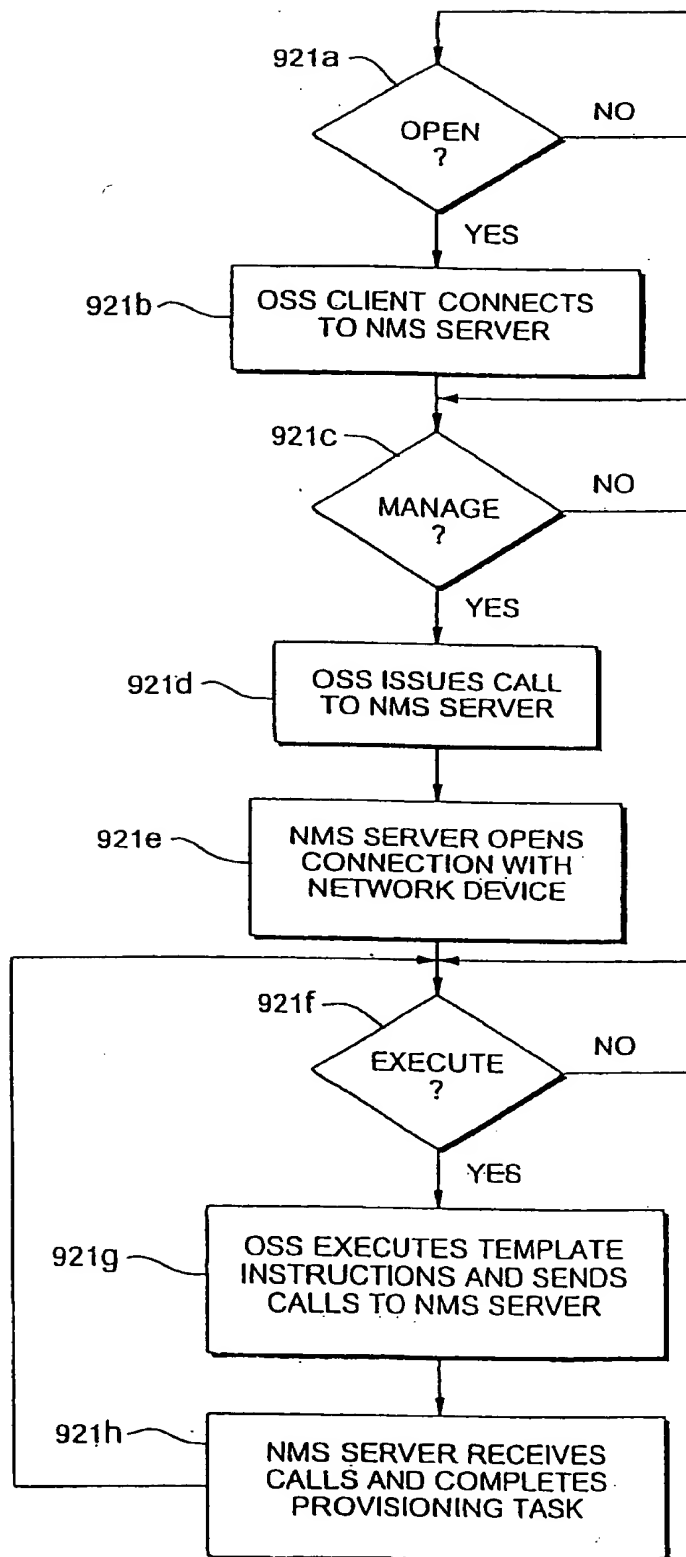 921a
OPEN
?
NO
YES
921b
OSS CLIENT CONNECTS
TO NMS SERVER
921c
MANAGE
?
NO
YES
921d
OSS ISSUES CALL
TO NMS SERVER
921e
NMS SERVER OPENS
CONNECTION WITH
NETWORK DEVICE
921f
EXECUTE
?
NO
YES
921g
OSS EXECUTES TEMPLATE
INSTRUCTIONS AND SENDS
CALLS TO NMS SERVER
921h
NMS SERVER RECEIVES
CALLS AND COMPLETES
PROVISIONING TASK